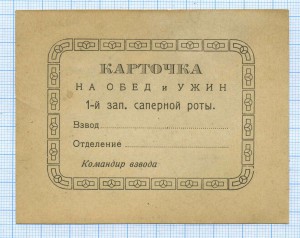 КАРТОЧКА
НА ОБЕД и УЖИН
1-й зап. саперной роты.
Взвод
Отделение
Командир взвода